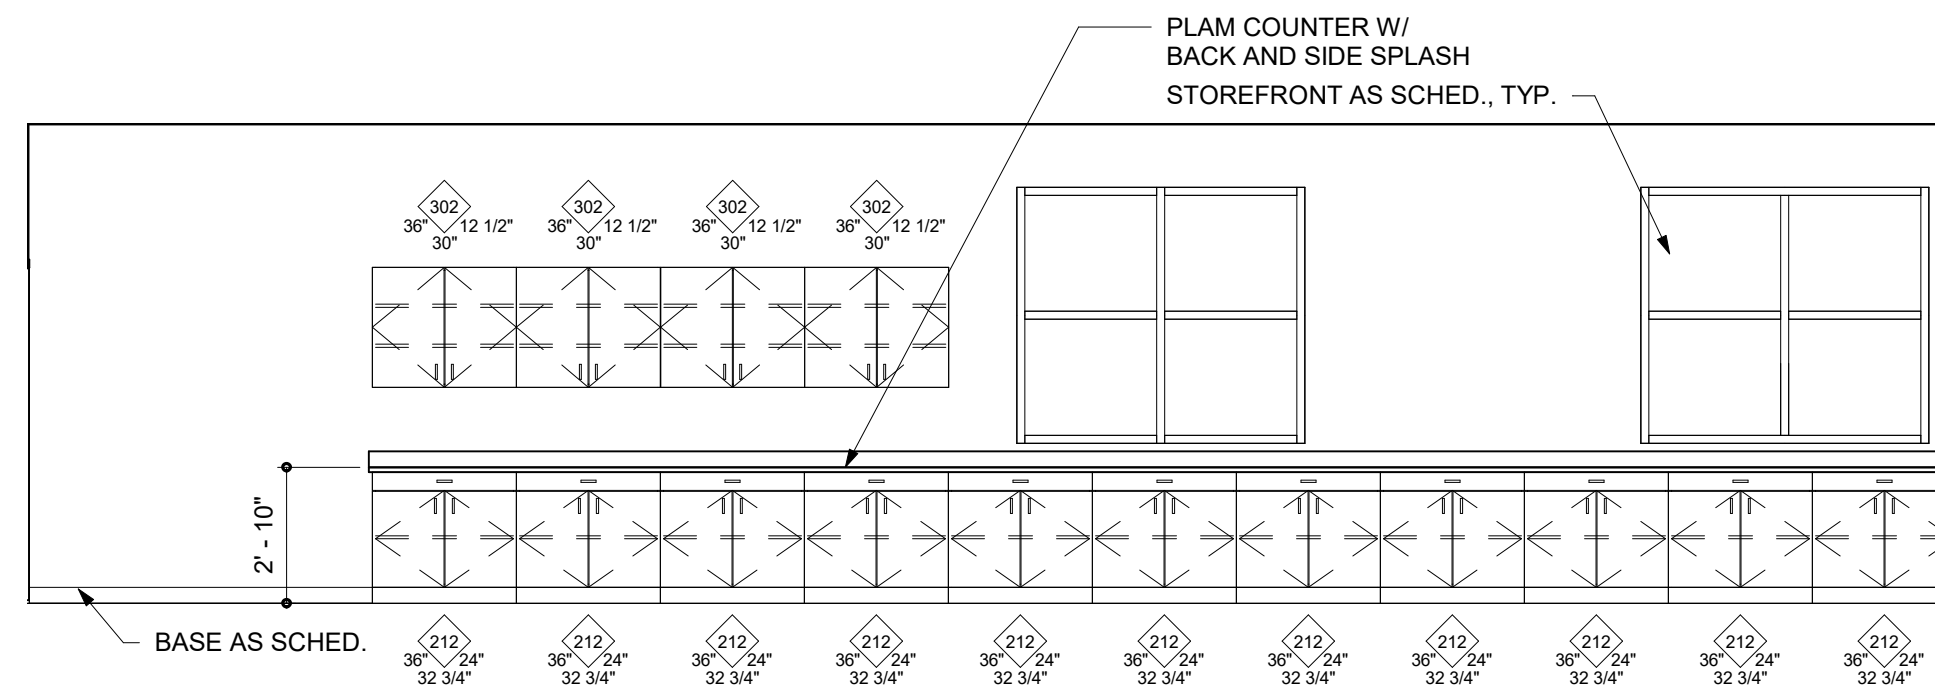 PLAM COUNTER W/
BACK AND SIDE SPLASH
STOREFRONT AS SCHED., TYP.
302 302 302 302
36" 12 1/2" 36" 12 1/2" 36" 12 1/2" 36" 12 1/2"
30" 30" 30" 30"
2' - 10"
BASE AS SCHED.
212 212 212 212 212 212 212 212 212 212 212
36" 24" 36" 24" 36" 24" 36" 24" 36" 24" 36" 24" 36" 24" 36" 24" 36" 24" 36" 24" 36" 24"
32 3/4" 32 3/4" 32 3/4" 32 3/4" 32 3/4" 32 3/4" 32 3/4" 32 3/4" 32 3/4" 32 3/4" 32 3/4"